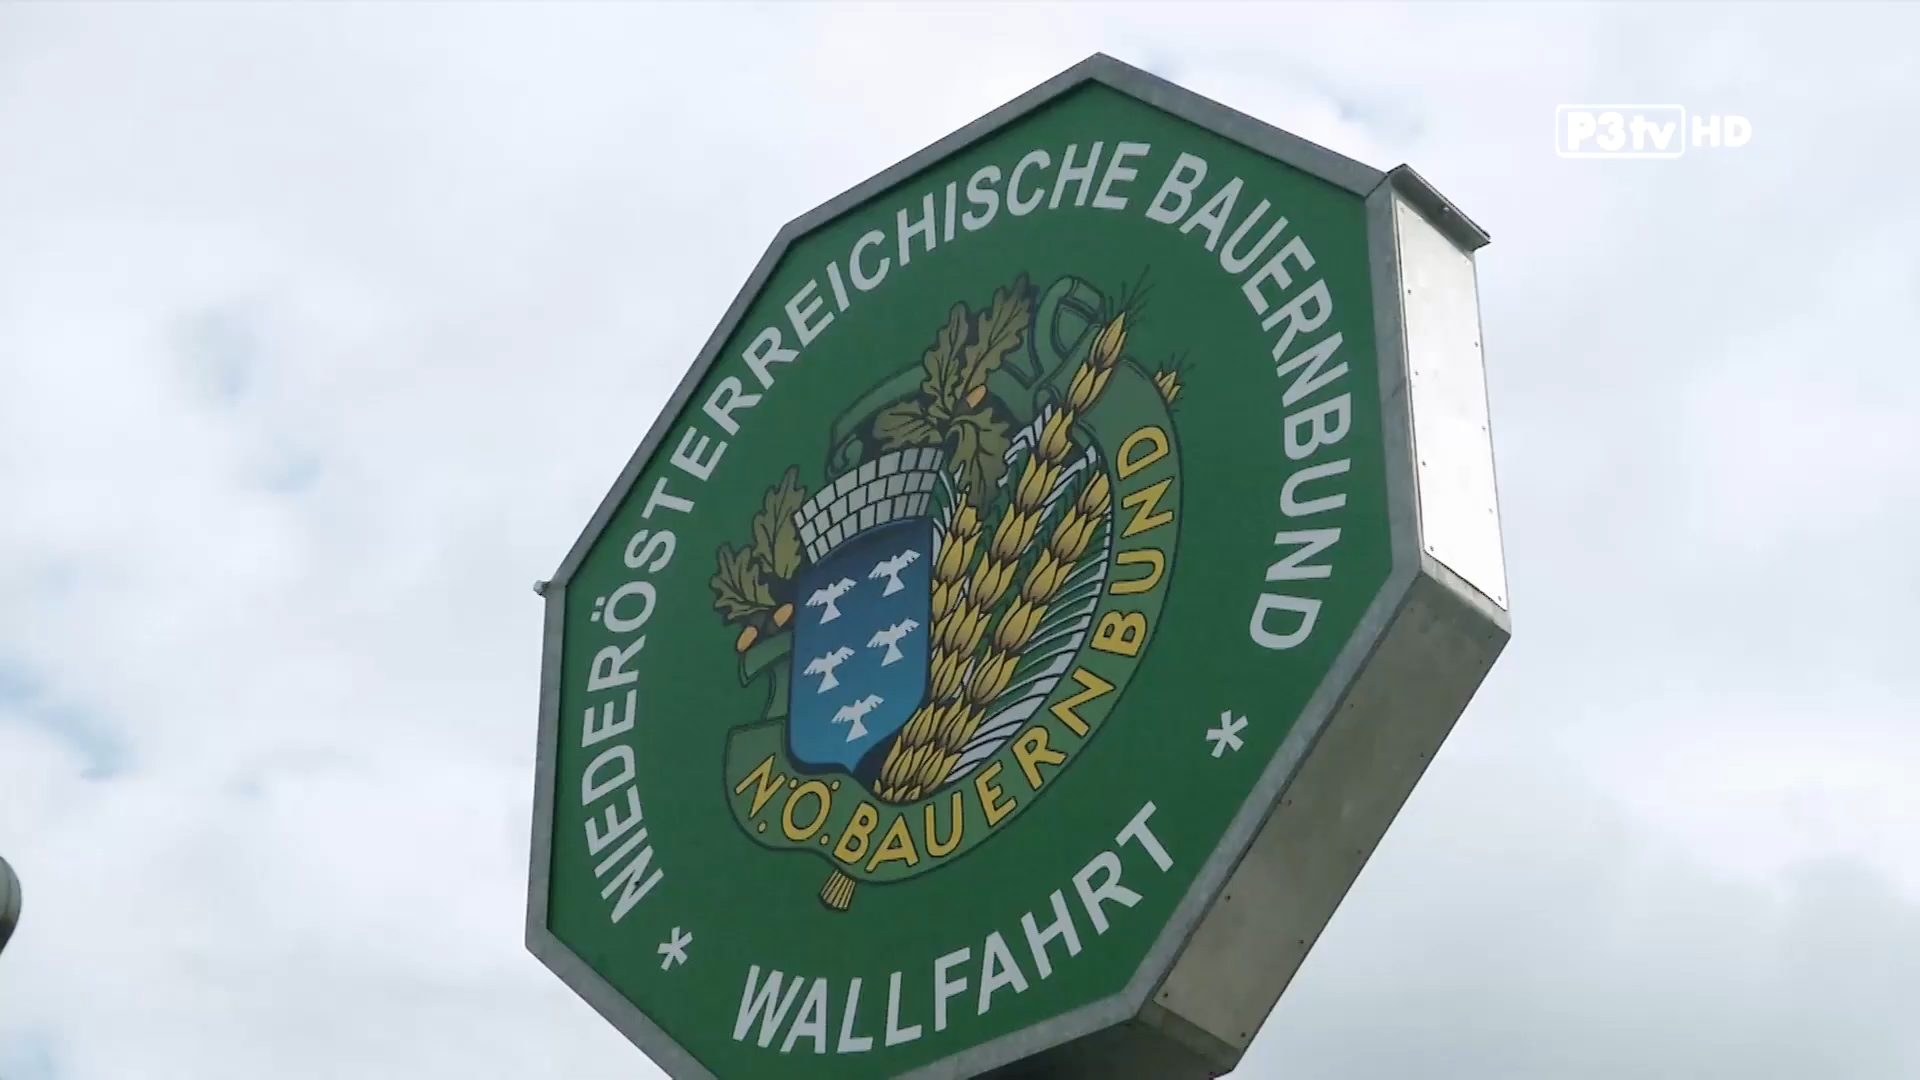 P3tv HD
NIEDERÖSTERREICHISCHE BAUERNBUND
N.Ö.BAUERNBUND
* WALLFAHRT *